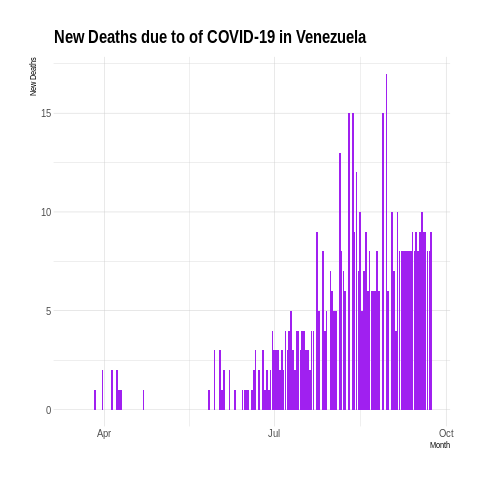 New Deaths due to of COVID-19 in Venezuela
New Deaths
15
10
5
0
Apr
Jul
Oct
Month